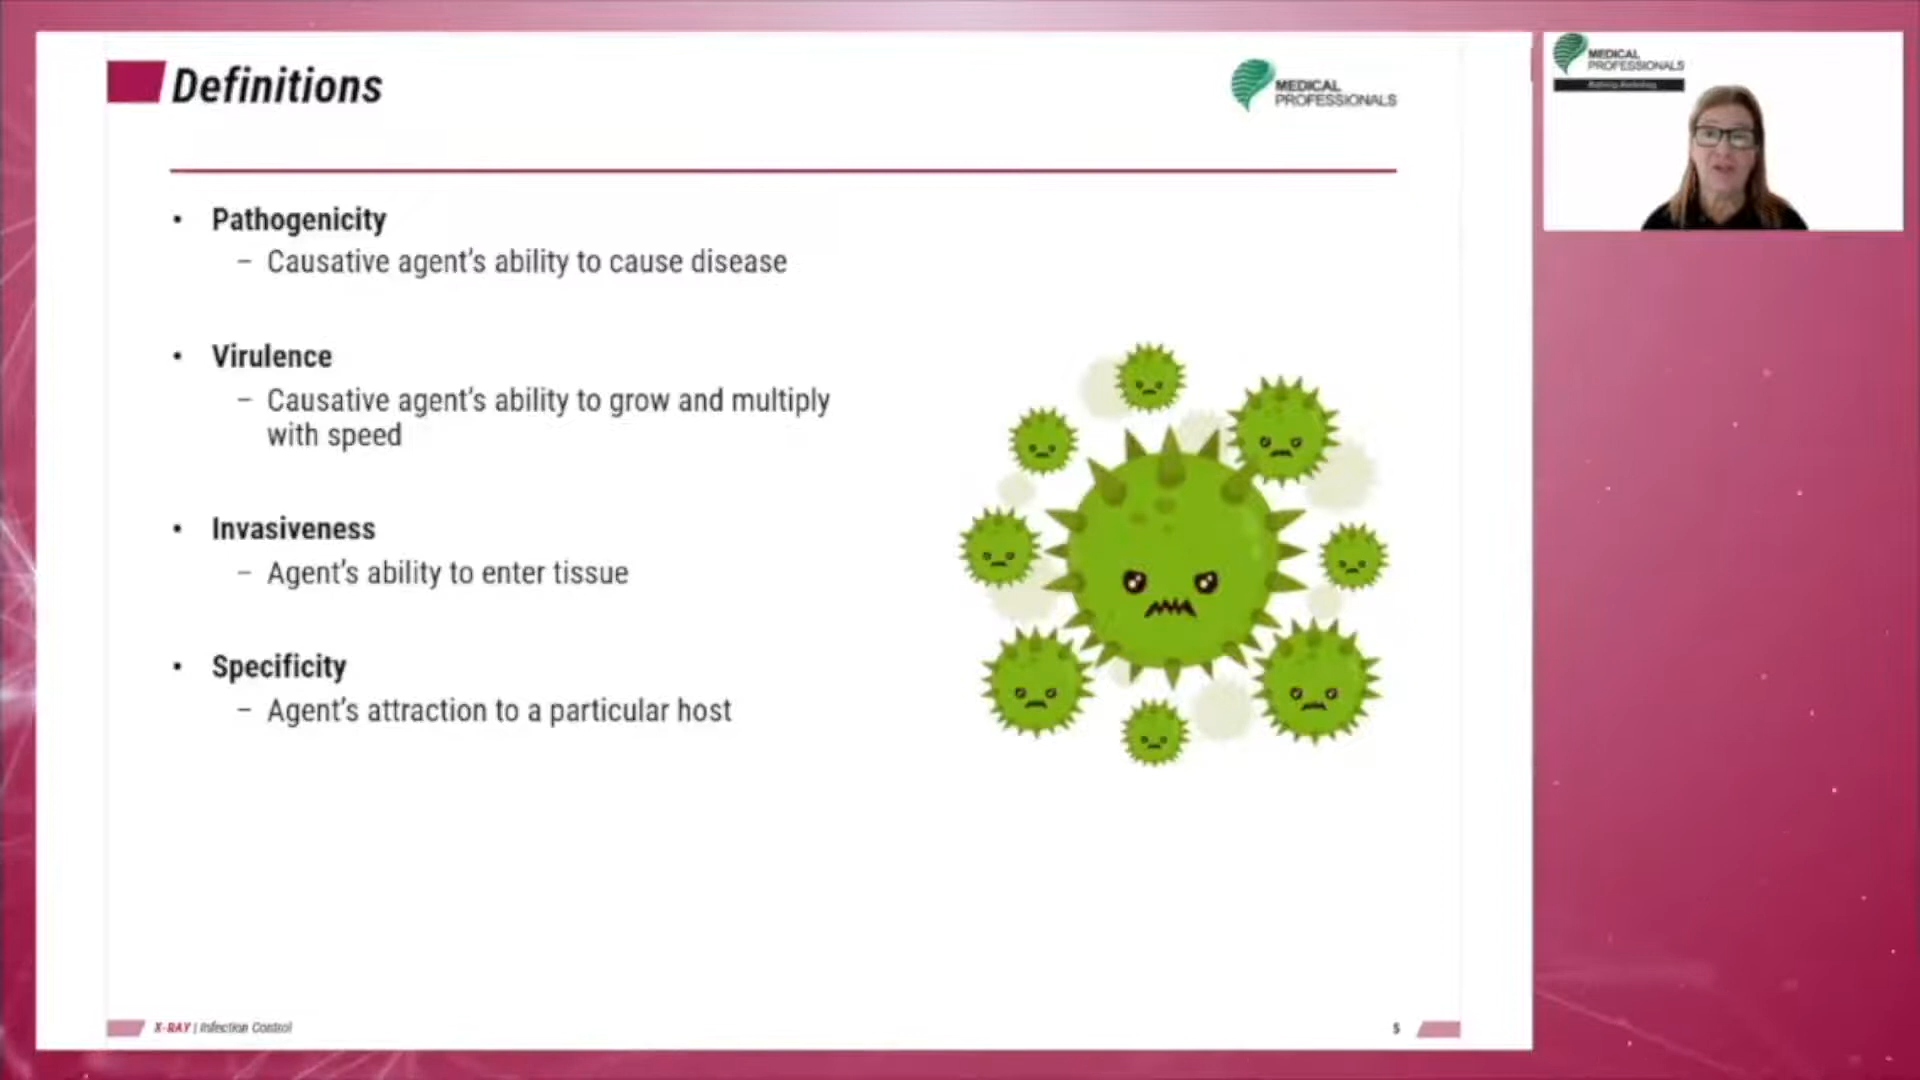 Definitions
MEDICAL
PROFESSIONALS
• Pathogenicity
– Causative agent's ability to cause disease
• Virulence
– Causative agent's ability to grow and multiply
with speed
• Invasiveness
– Agent's ability to enter tissue
• Specificity
– Agent's attraction to a particular host
X-RAY | Infection Control
5
MEDICAL
PROFESSIONALS